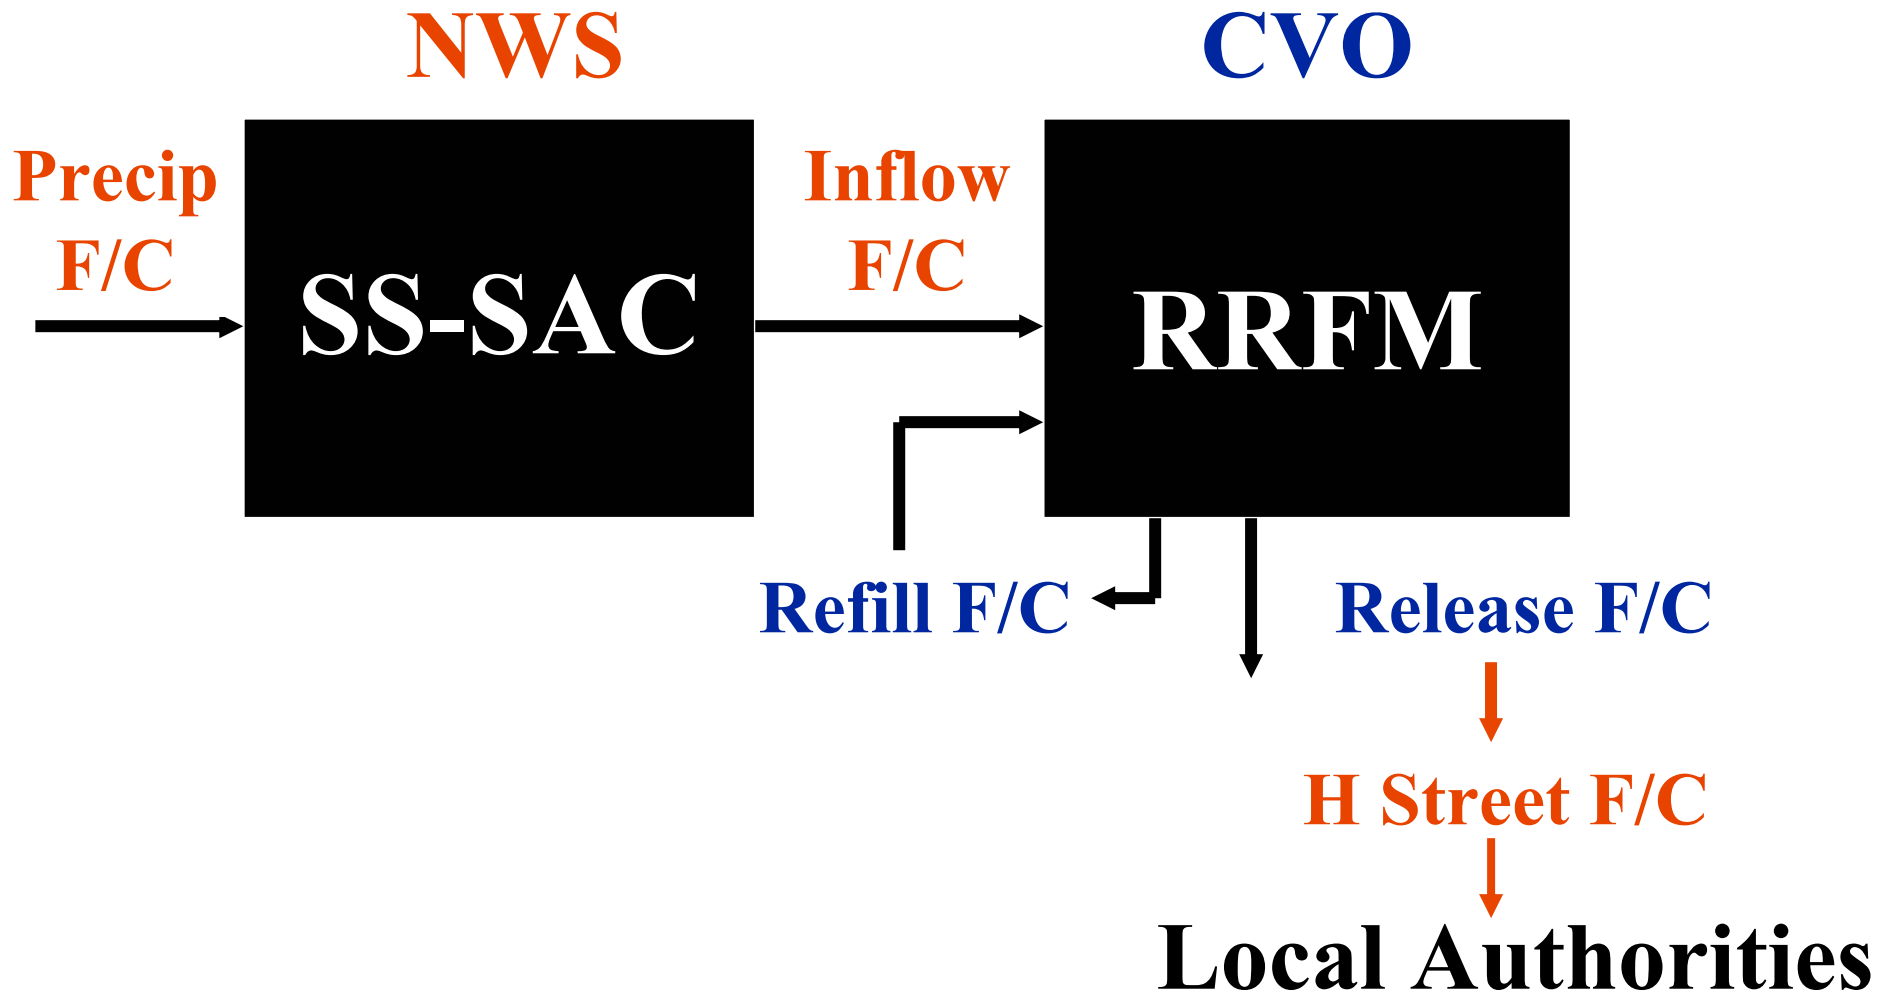 NWS
CVO
Precip
F/C
SS-SAC
Inflow
F/C
RRFM
Refill F/C
Release F/C
H Street F/C
Local Authorities